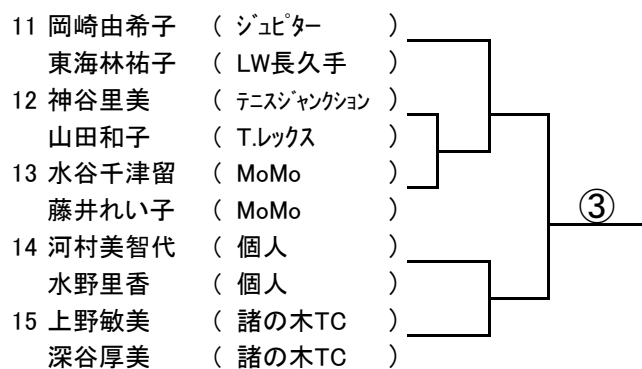 11 岡崎由希子 ( ｼﾞｭﾋﾟﾀｰ )
東海林祐子 ( LW長久手 )
12 神谷里美 ( ﾃﾆｽｼﾞｬﾝｸｼｮﾝ )
山田和子 ( T.ﾚｯｸｽ )
13 水谷千津留 ( MoMo )
藤井れい子 ( MoMo )
③
14 河村美智代 ( 個人 )
水野里香 ( 個人 )
15 上野敏美 ( 諸の木TC )
深谷厚美 ( 諸の木TC )